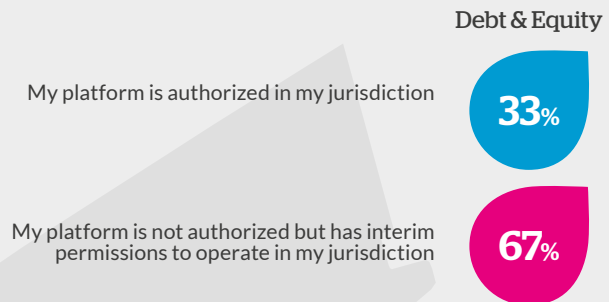 Debt & Equity
My platform is authorized in my jurisdiction
33%
My platform is not authorized but has interim
permissions to operate in my jurisdiction
67%